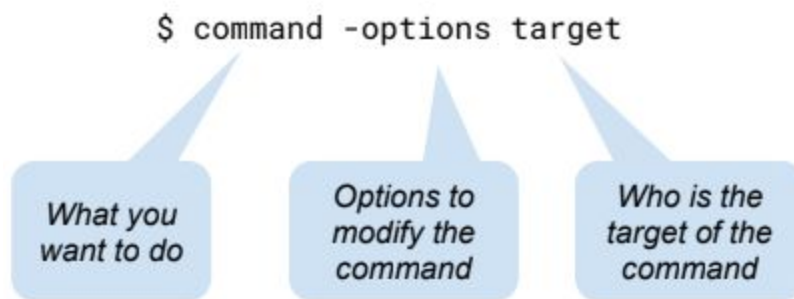 $ command -options target
What you
want to do
Options to
modify the
command
Who is the
target of the
command